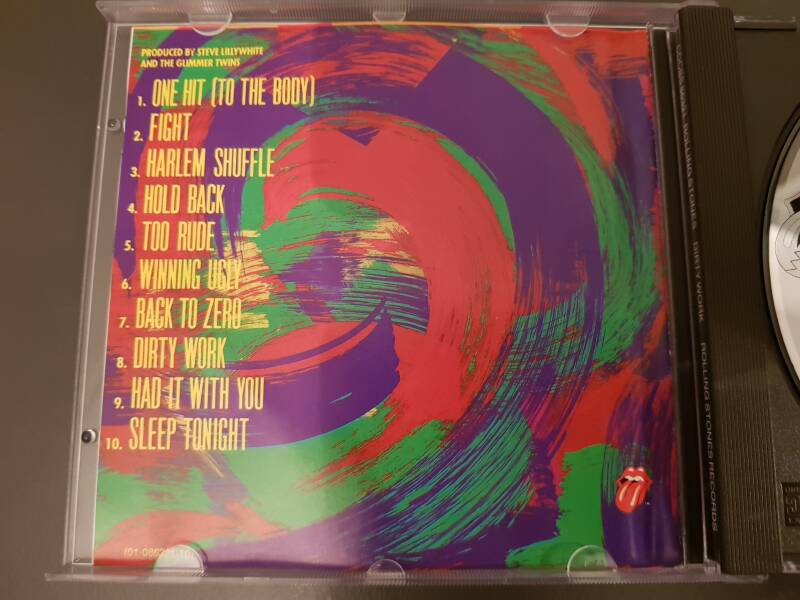 PRODUCED BY STEVE LILLYWHITE
AND THE GLIMMER TWINS
1. ONE HIT (TO THE BODY)
2. FIGHT
3. HARLEM SHUFFLE
4. HOLD BACK
5. TOO RUDE
6. WINNING UGLY
7. BACK TO ZERO
8. DIRTY WORK
9. HAD IT WITH YOU
10. SLEEP TONIGHT
ROLLING STONES DIRTY WORK ROLLING STONES RECORDS